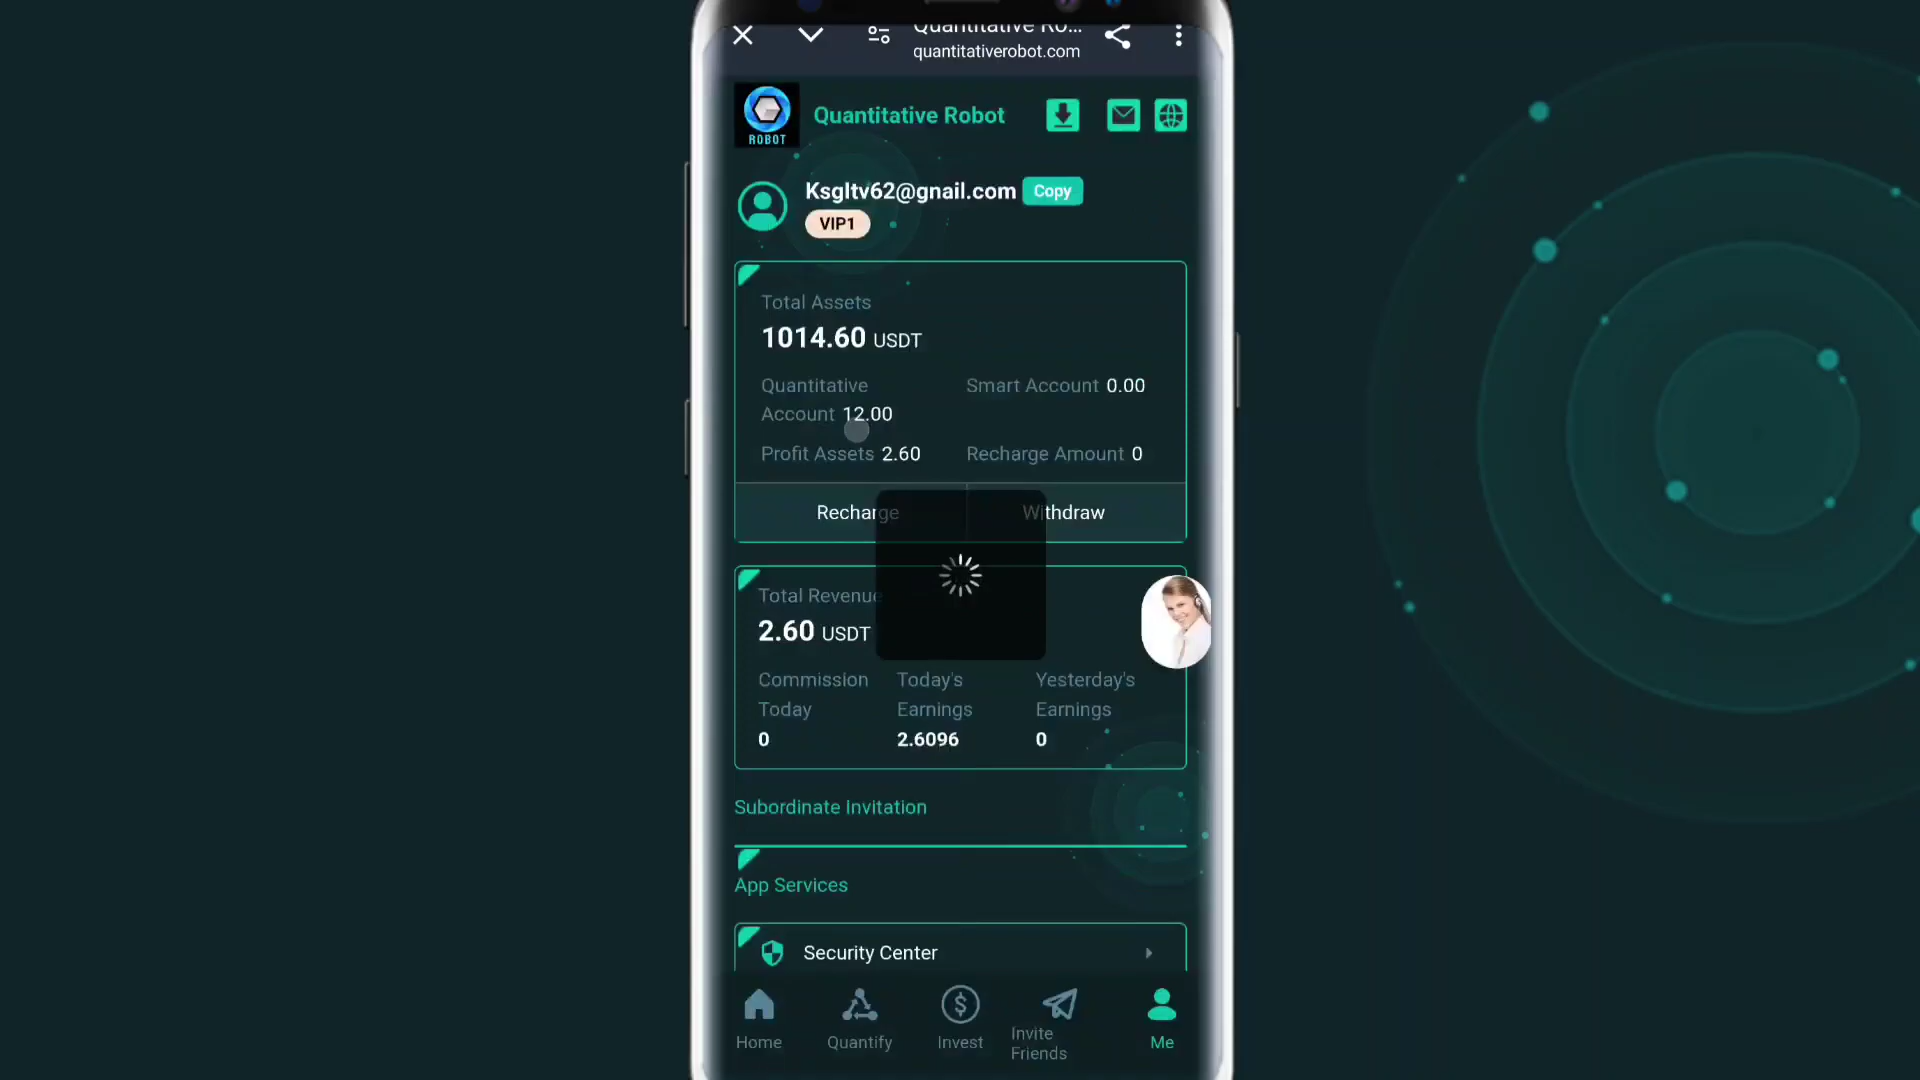 Quantitative Ro...
quantitativerobot.com
ROBOT
Quantitative Robot
Ksgltv62@gnail.com Copy
VIP1
Total Assets
1014.60 USDT
Quantitative
Account 12.00
Smart Account 0.00
Profit Assets 2.60
Recharge Amount 0
Recharge
Withdraw
Total Revenue
2.60 USDT
Commission
Today
0
Today's
Earnings
2.6096
Yesterday's
Earnings
0
Subordinate Invitation
App Services
Security Center
Home
Quantify
Invest
Invite
Friends
Me